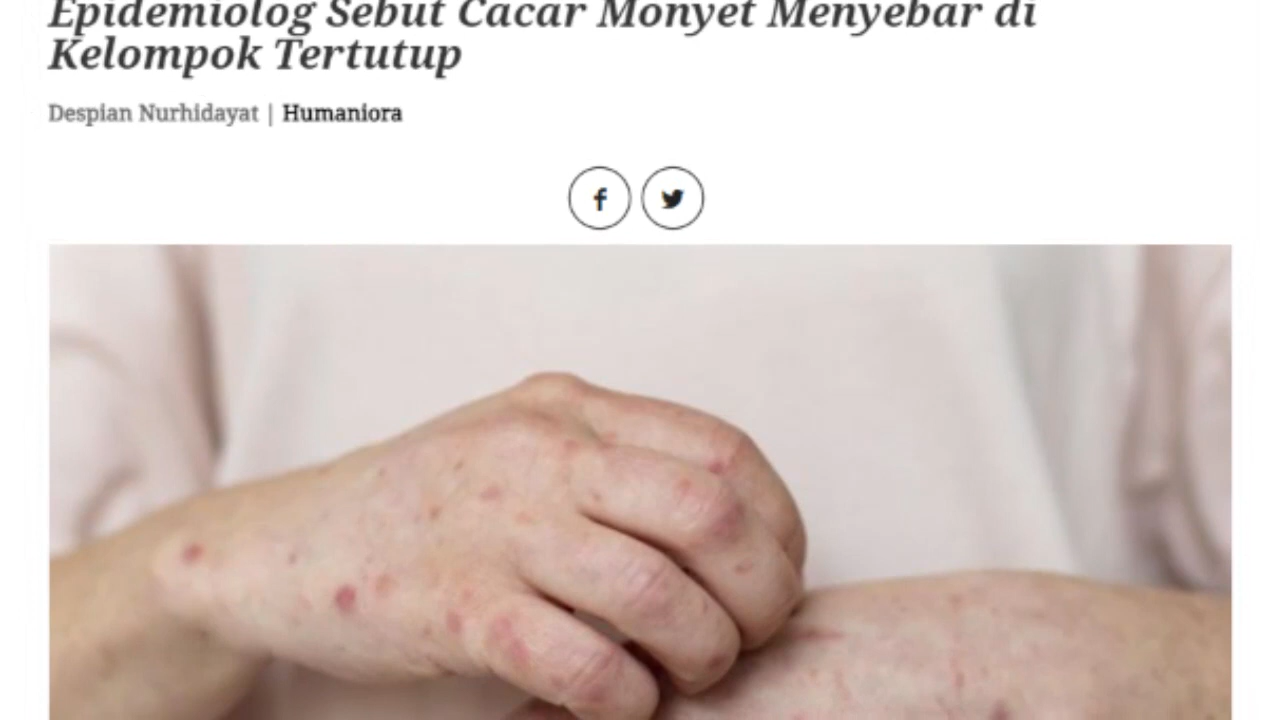 Epidemiolog Sebut Cacar Monyet Menyebar di
Kelompok Tertutup
Despian Nurhidayat | Humaniora